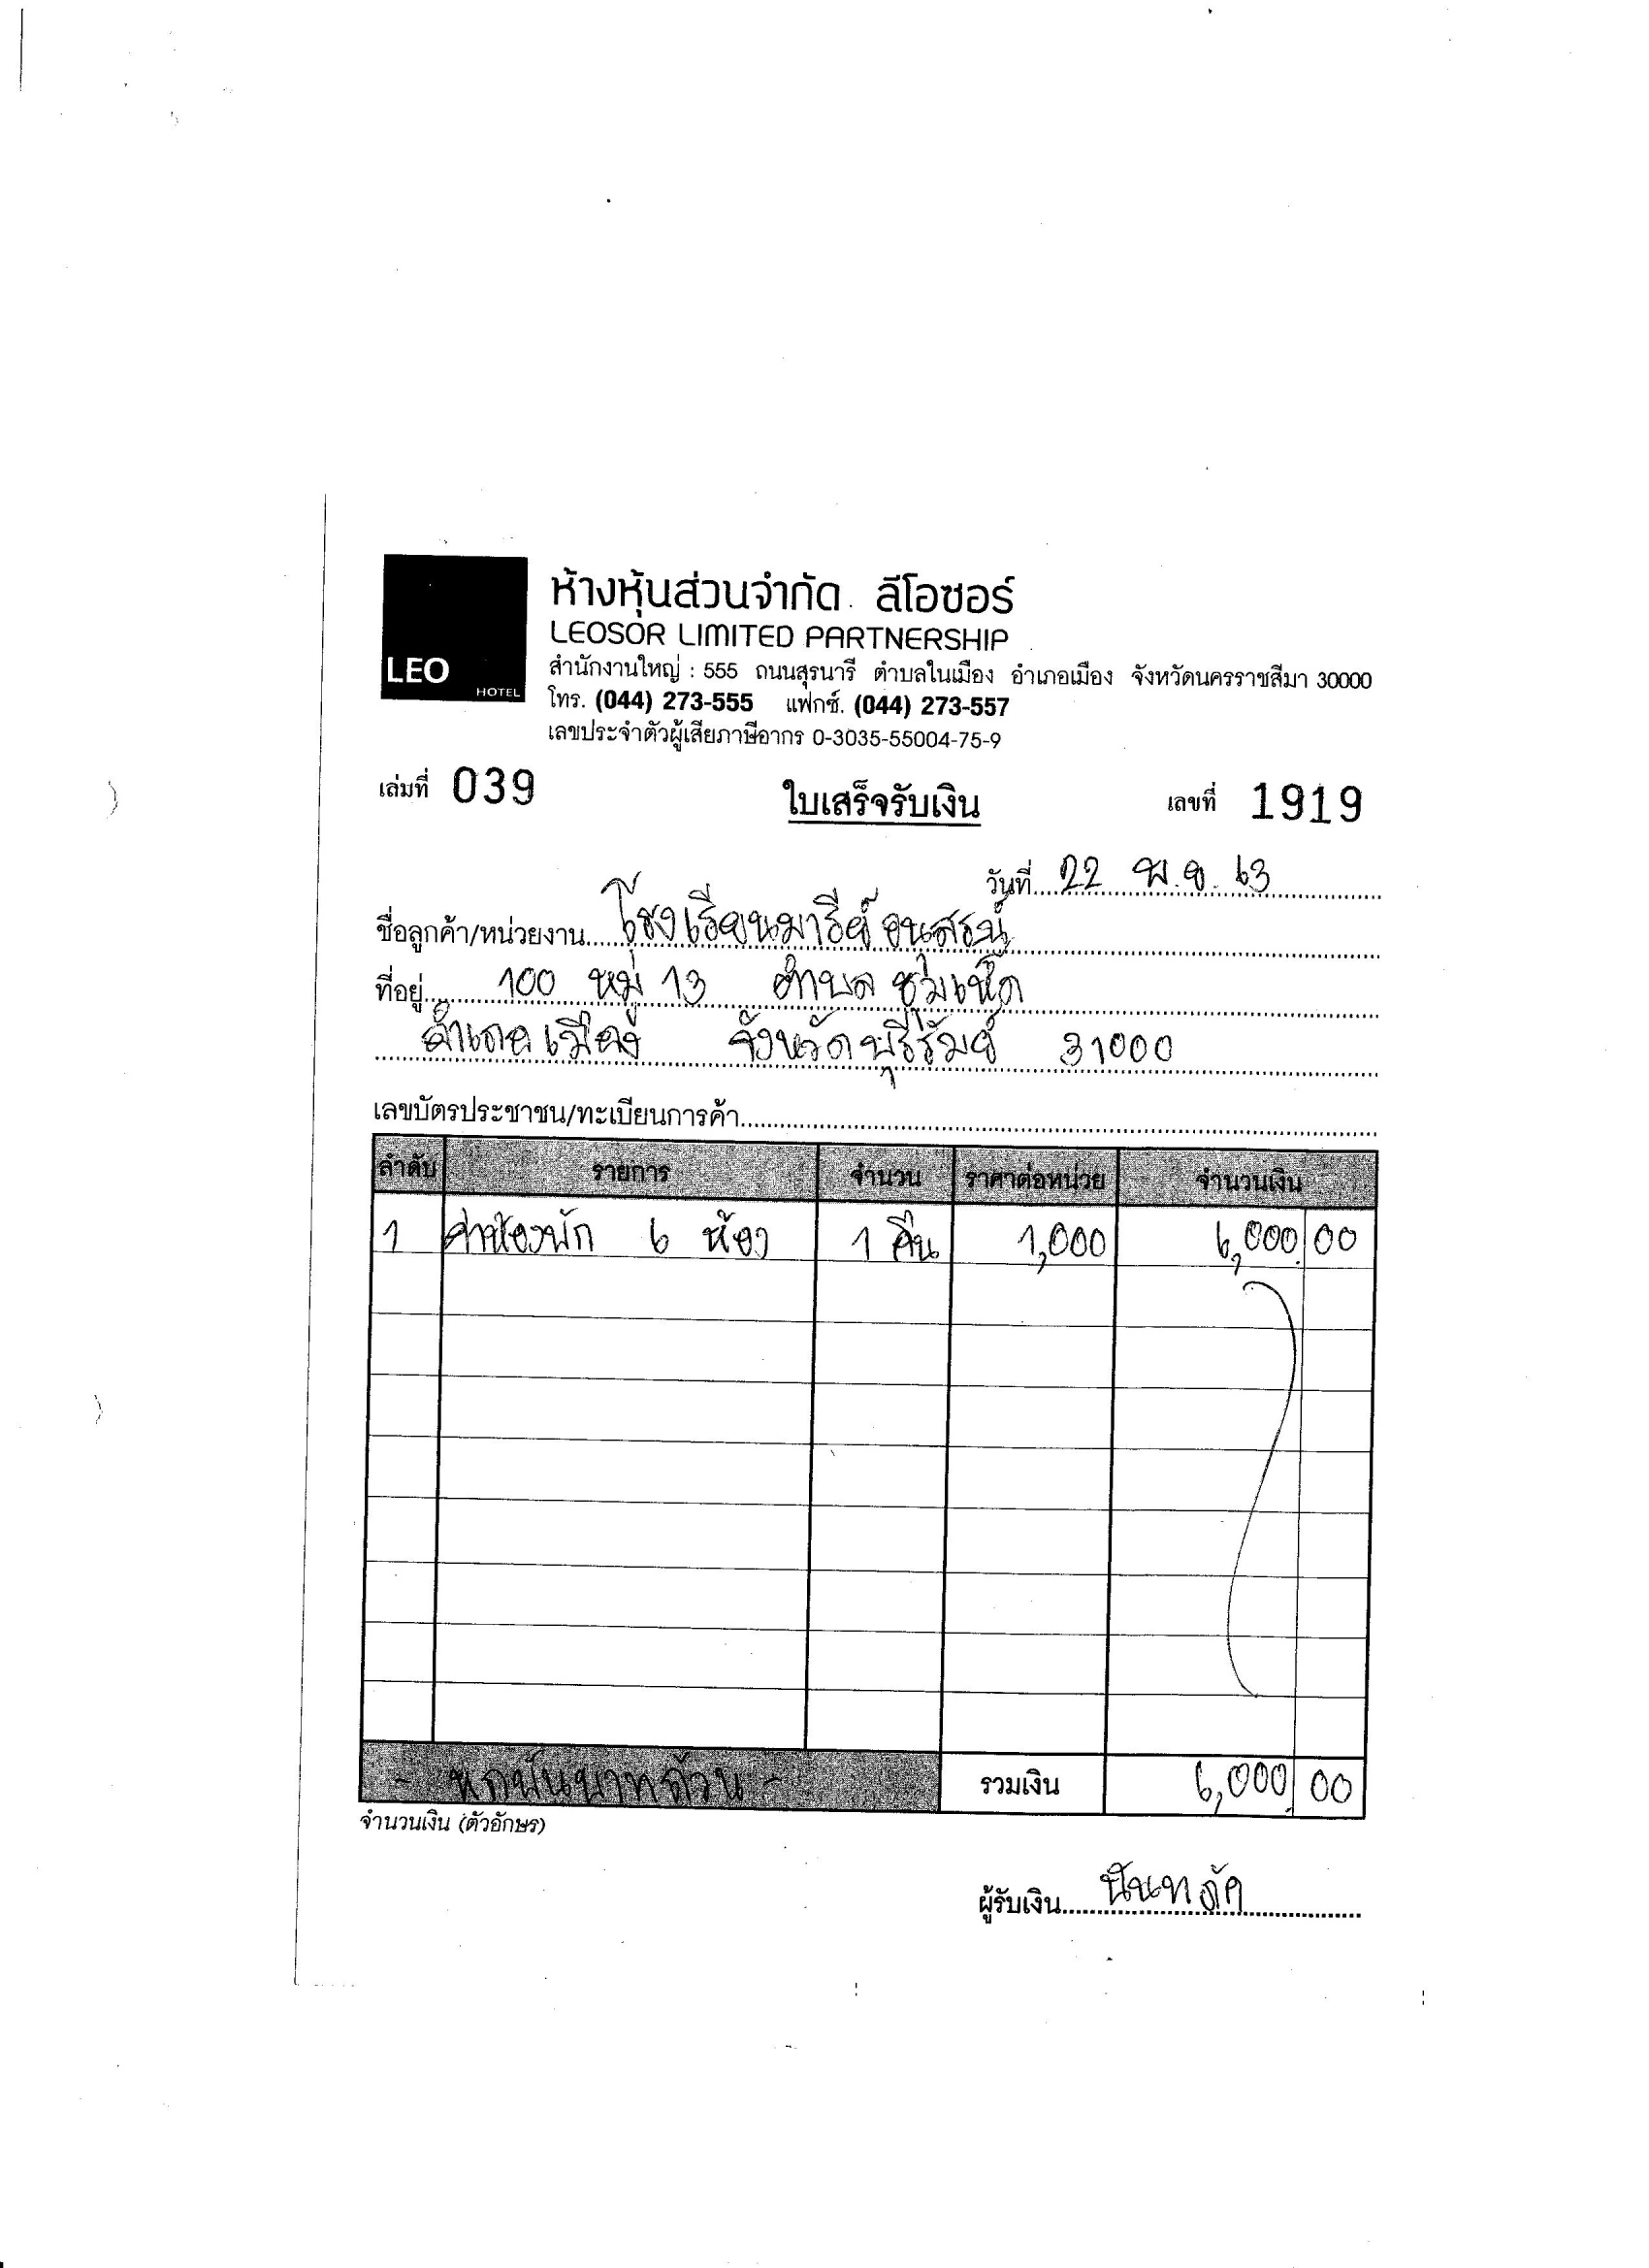 LEO
HOTEL
ห้างหุ้นส่วนจำกัด ลีโอซอร์
LEOSOR LIMITED PARTNERSHIP
สำนักงานใหญ่ : 555 ถนนสุรนารี ตำบลในเมือง อำเภอเมือง จังหวัดนครราชสีมา 30000
โทร. (044) 273-555 แฟกซ์. (044) 273-557
เลขประจำตัวผู้เสียภาษีอากร 0-3035-55004-75-9
เล่มที่ 039 ใบเสร็จรับเงิน เลขที่ 1919
วันที่ 22 พ.ย. 63
ชื่อลูกค้า/หน่วยงาน โรงเรียนมารีย์อนุสรณ์
ที่อยู่ 100 หมู่ 13 ตำบล ชุมเห็ด
อำเภอเมือง จังหวัดบุรีรัมย์ 31000
เลขบัตรประชาชน/ทะเบียนการค้า
ลำดับ รายการ จำนวน ราคาต่อหน่วย จำนวนเงิน
1 ค่าห้องพัก 6 ห้อง 1 คืน 1,000 6,000.00
- หกพันบาทถ้วน - รวมเงิน 6,000.00
จำนวนเงิน (ตัวอักษร)
ผู้รับเงิน